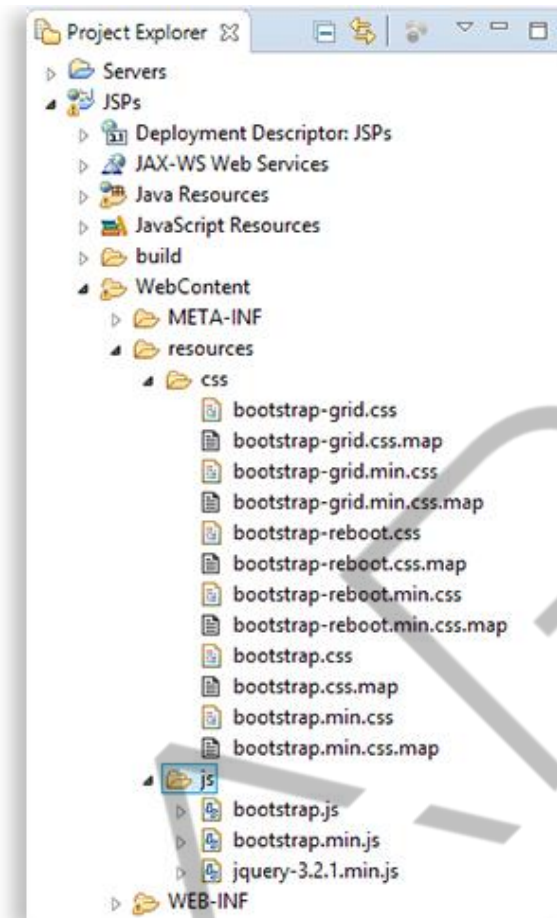 Project Explorer
Servers
JSPs
Deployment Descriptor: JSPs
JAX-WS Web Services
Java Resources
JavaScript Resources
build
WebContent
META-INF
resources
css
bootstrap-grid.css
bootstrap-grid.css.map
bootstrap-grid.min.css
bootstrap-grid.min.css.map
bootstrap-reboot.css
bootstrap-reboot.css.map
bootstrap-reboot.min.css
bootstrap-reboot.min.css.map
bootstrap.css
bootstrap.css.map
bootstrap.min.css
bootstrap.min.css.map
js
bootstrap.js
bootstrap.min.js
jquery-3.2.1.min.js
WEB-INF